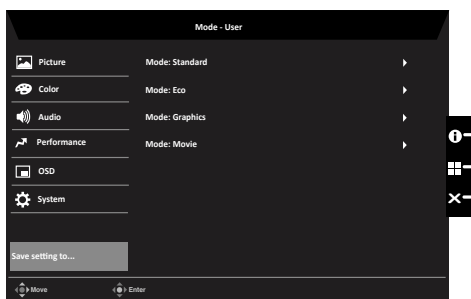 Mode - User
Picture
Mode: Standard
Color
Mode: Eco
Audio
Mode: Graphics
Performance
Mode: Movie
OSD
System
Save setting to...
Move
Enter